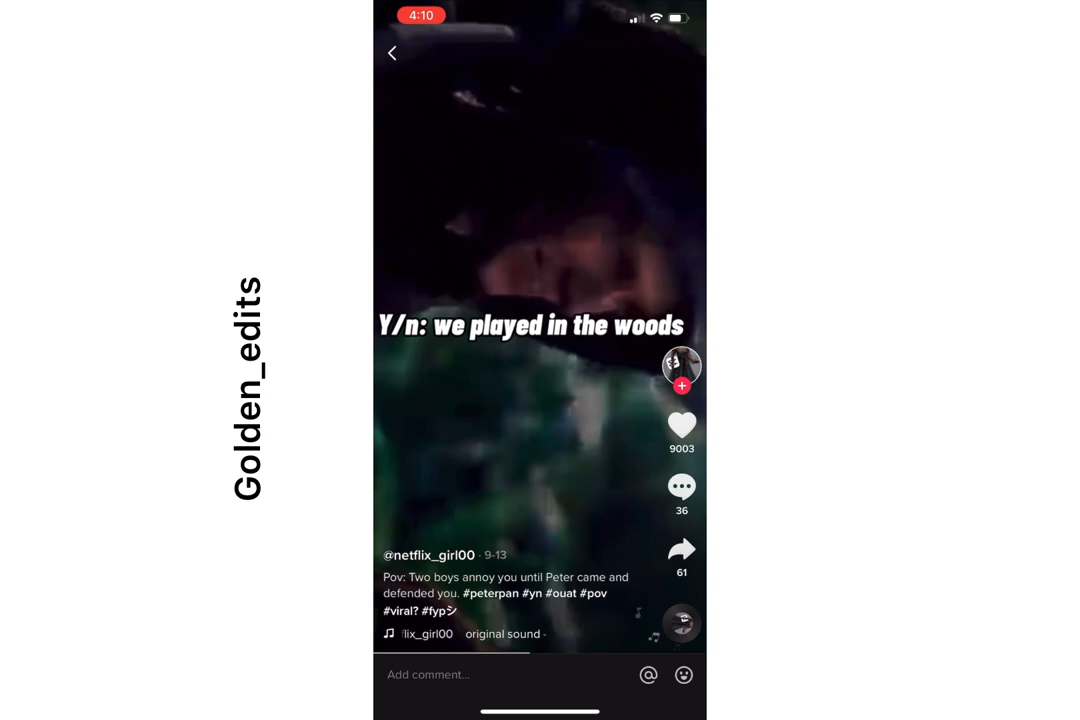 4:10
Golden_edits
Y/n: we played in the woods
9003
36
61
@netflix_girl00 · 9-13
Pov: Two boys annoy you until Peter came and
defended you. #peterpan #yn #ouat #pov
#viral? #fypシ
lix_girl00 original sound -
Add comment...